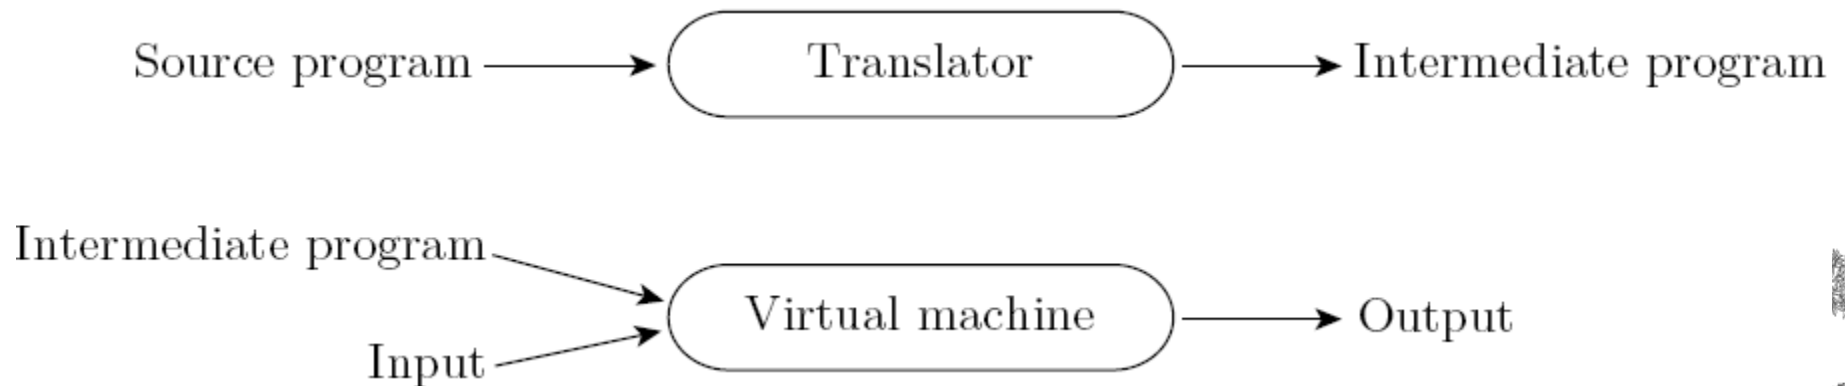 Source program Translator Intermediate program
Intermediate program
Virtual machine Output
Input